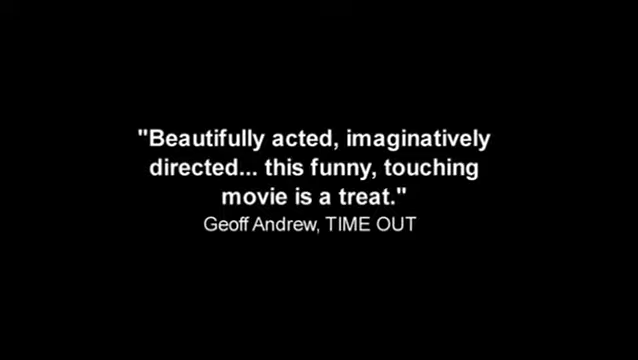 "Beautifully acted, imaginatively
directed... this funny, touching
movie is a treat."
Geoff Andrew, TIME OUT